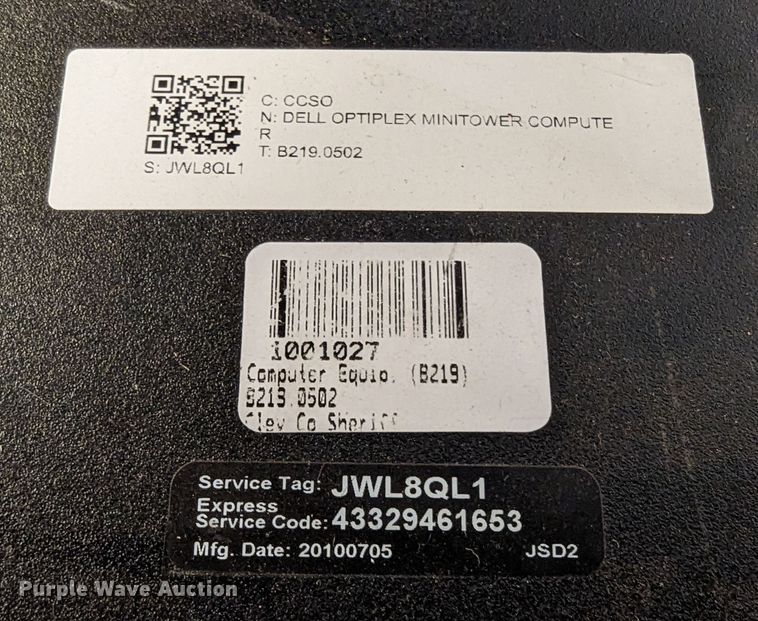 C: CCSO
N: DELL OPTIPLEX MINITOWER COMPUTE
R
T: B219.0502
S: JWL8QL1
1001027
Computer Equip. (B219)
B219.0502
Clev Co Sheriff
Service Tag: JWL8QL1
Express
Service Code: 43329461653
Mfg. Date: 20100705 JSD2
Purple Wave Auction